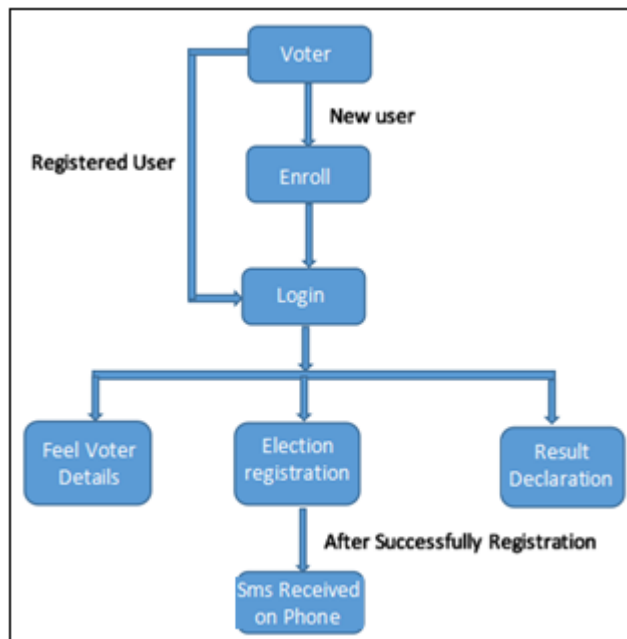 Voter
New user
Registered User
Enroll
Login
Feel Voter
Details
Election
registration
Result
Declaration
After Successfully Registration
Sms Received
on Phone